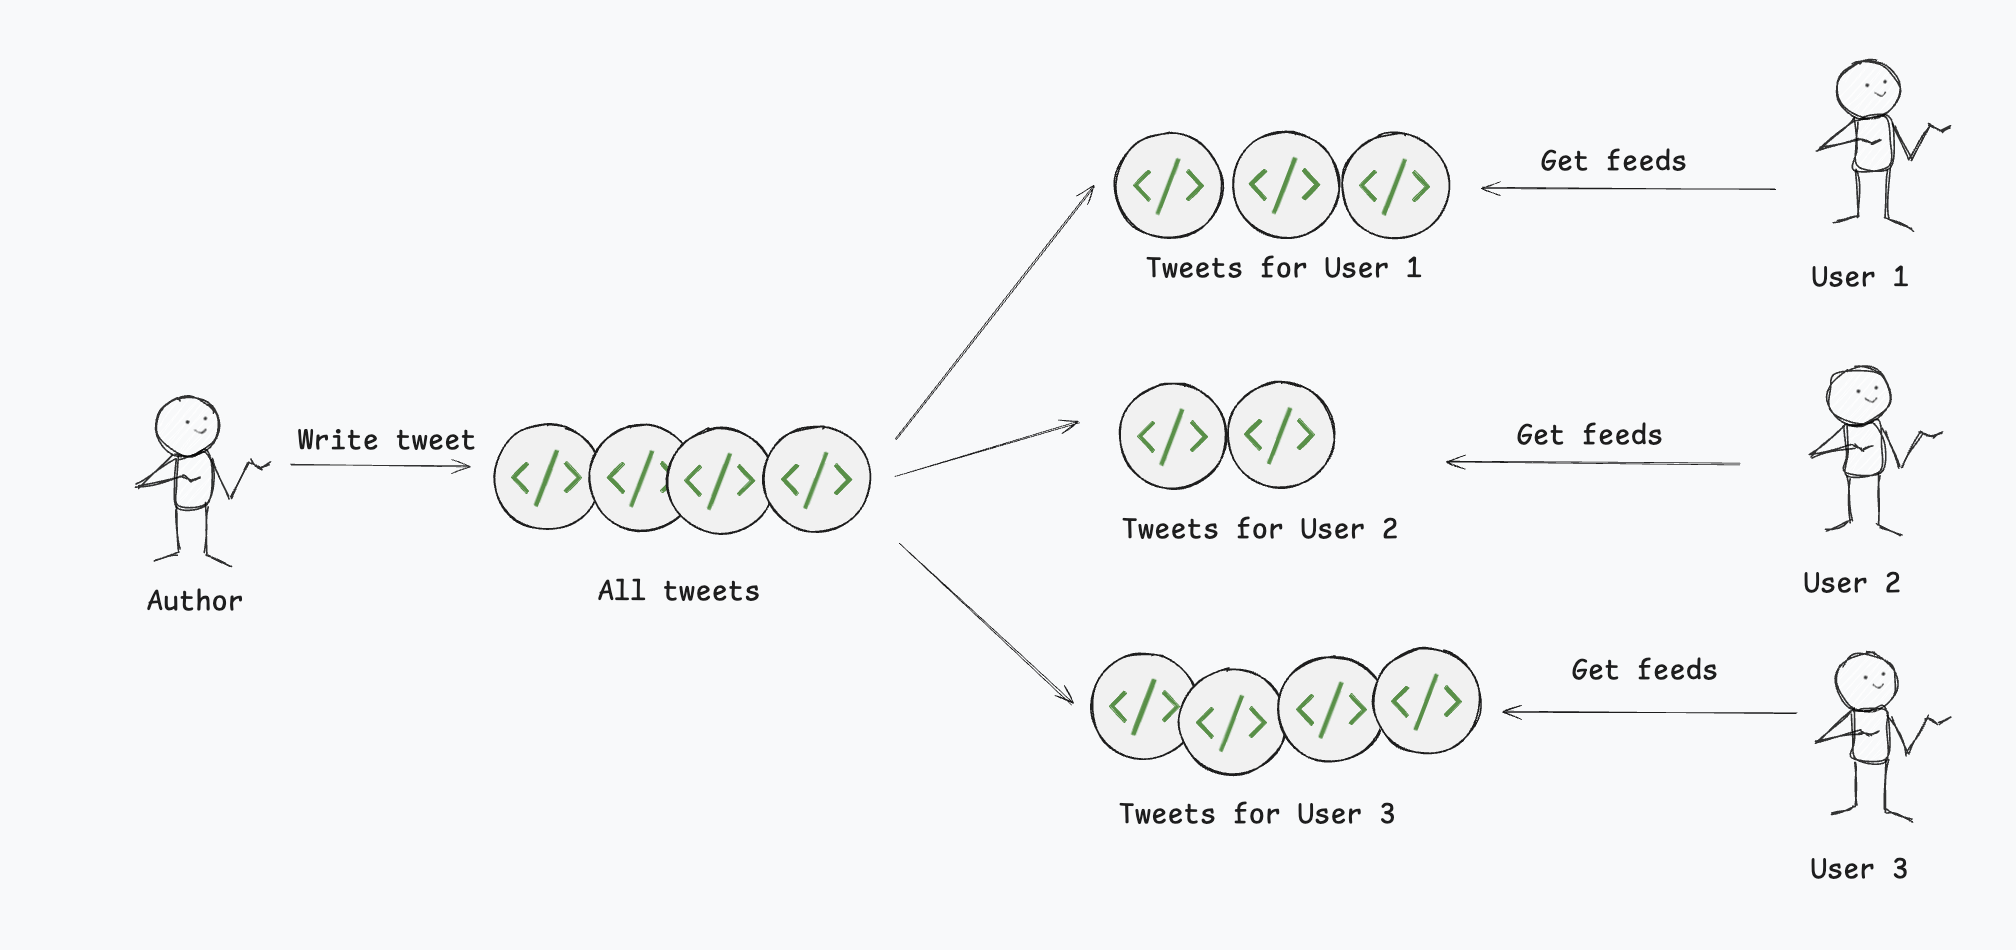 Get feeds
Tweets for User 1
User 1
Write tweet
All tweets
Author
Get feeds
Tweets for User 2
User 2
Get feeds
Tweets for User 3
User 3